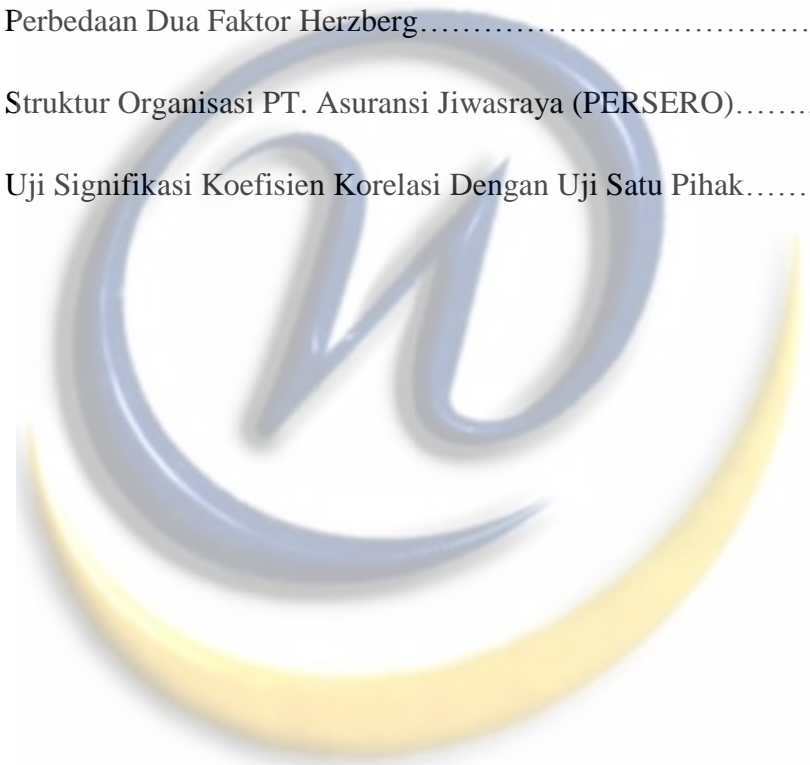 Perbedaan Dua Faktor Herzberg…………………………………
Struktur Organisasi PT. Asuransi Jiwasraya (PERSERO)……..
Uji Signifikasi Koefisien Korelasi Dengan Uji Satu Pihak…….